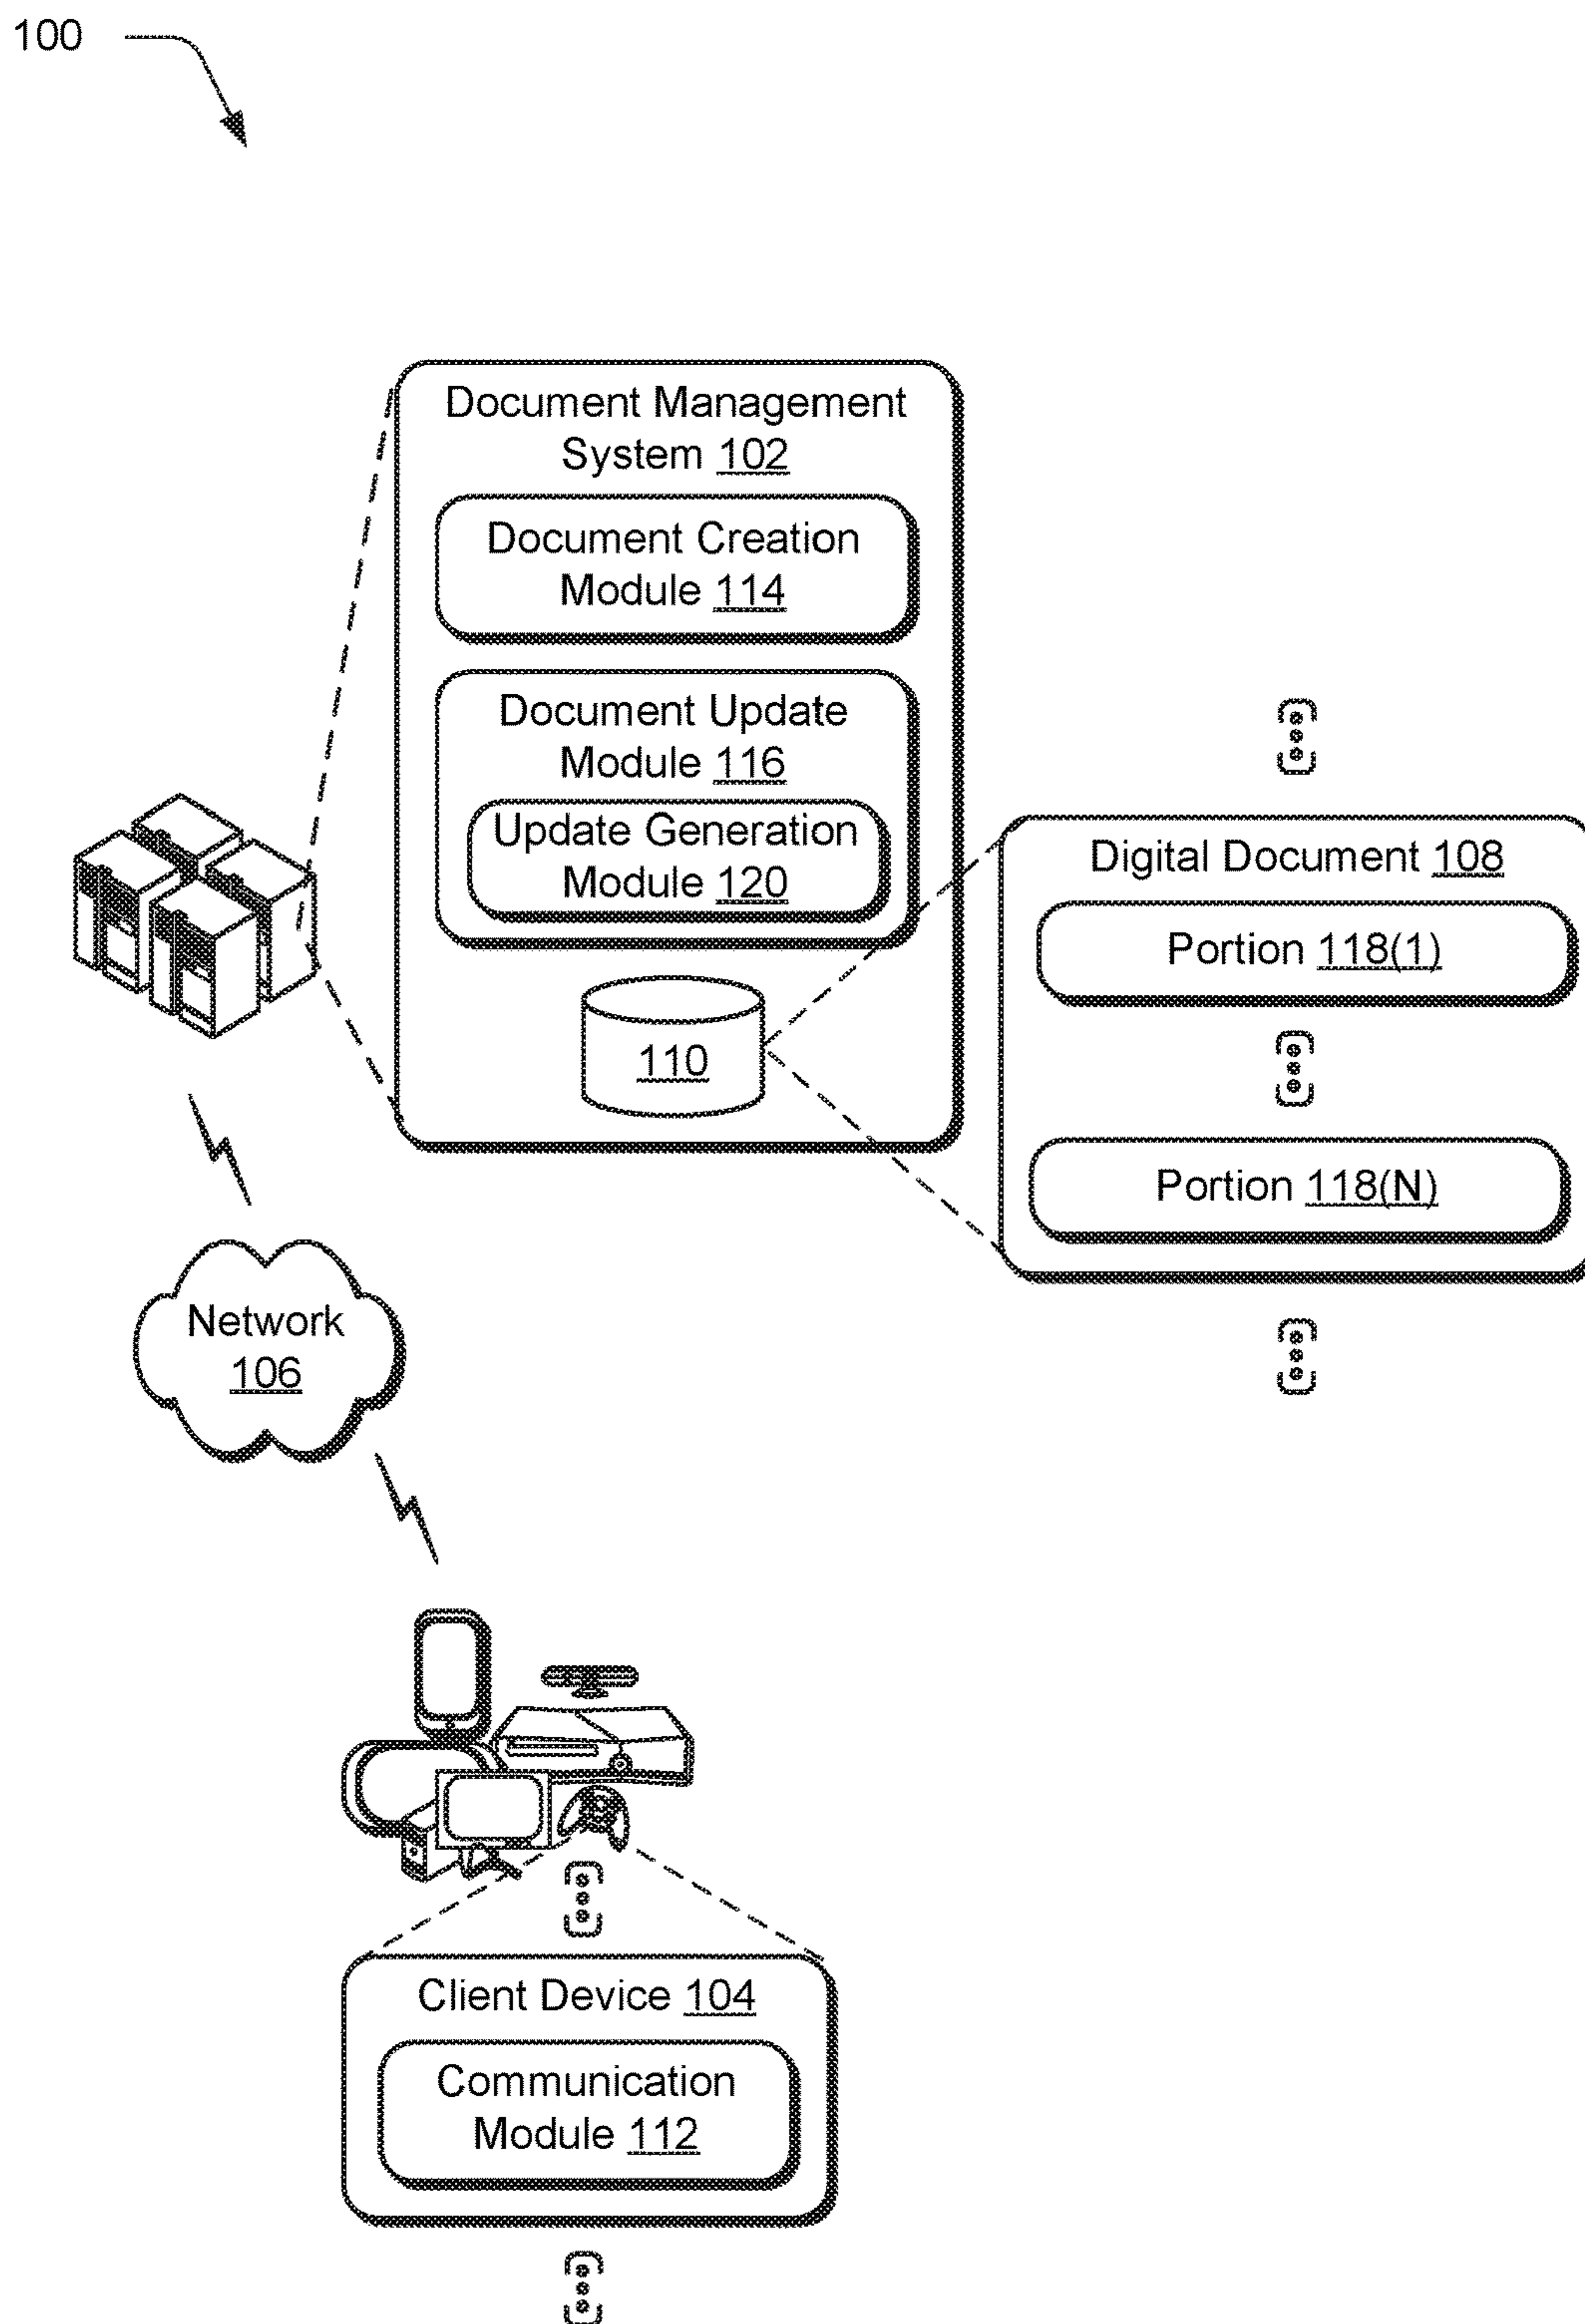 100
Document Management
System 102
Document Creation
Module 114
Document Update
Module 116
Update Generation
Module 120
110
Digital Document 108
Portion 118(1)
Portion 118(N)
Network
106
Client Device 104
Communication
Module 112